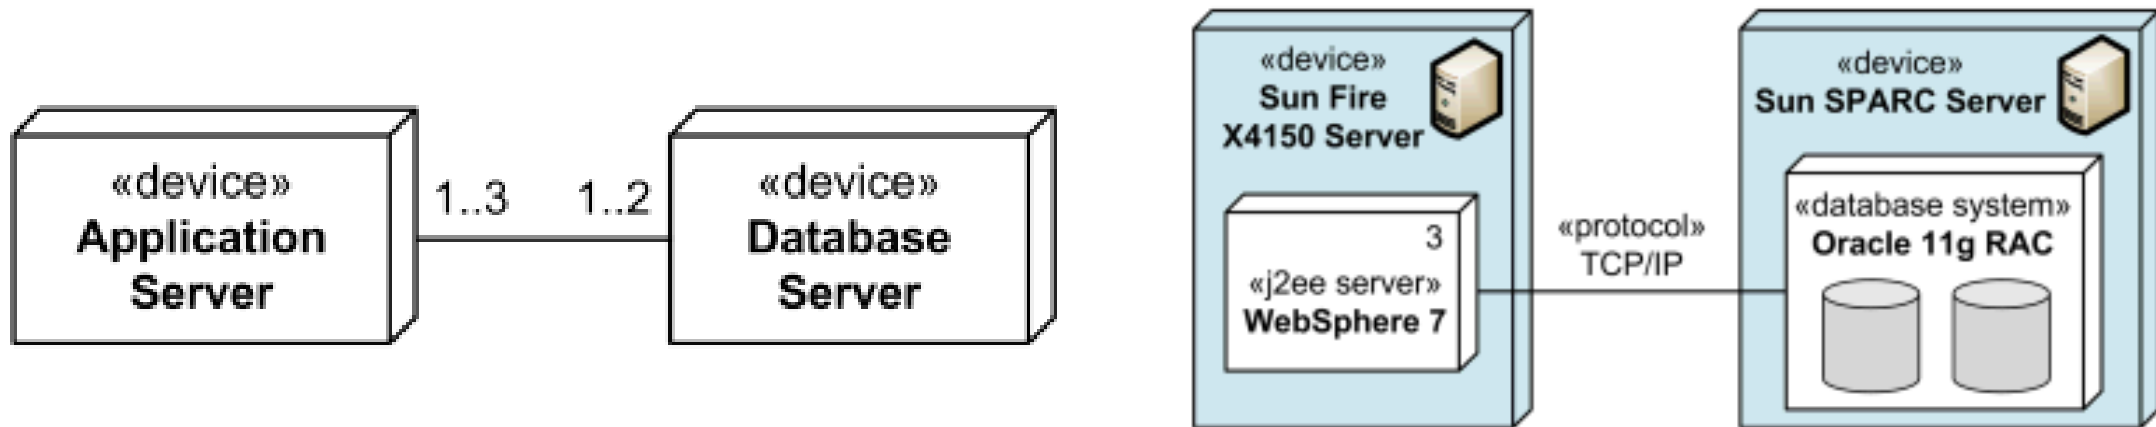 «device»
Application
Server
1..3
1..2
«device»
Database
Server
«device»
Sun Fire
X4150 Server
3
«j2ee server»
WebSphere 7
«protocol»
TCP/IP
«device»
Sun SPARC Server
«database system»
Oracle 11g RAC